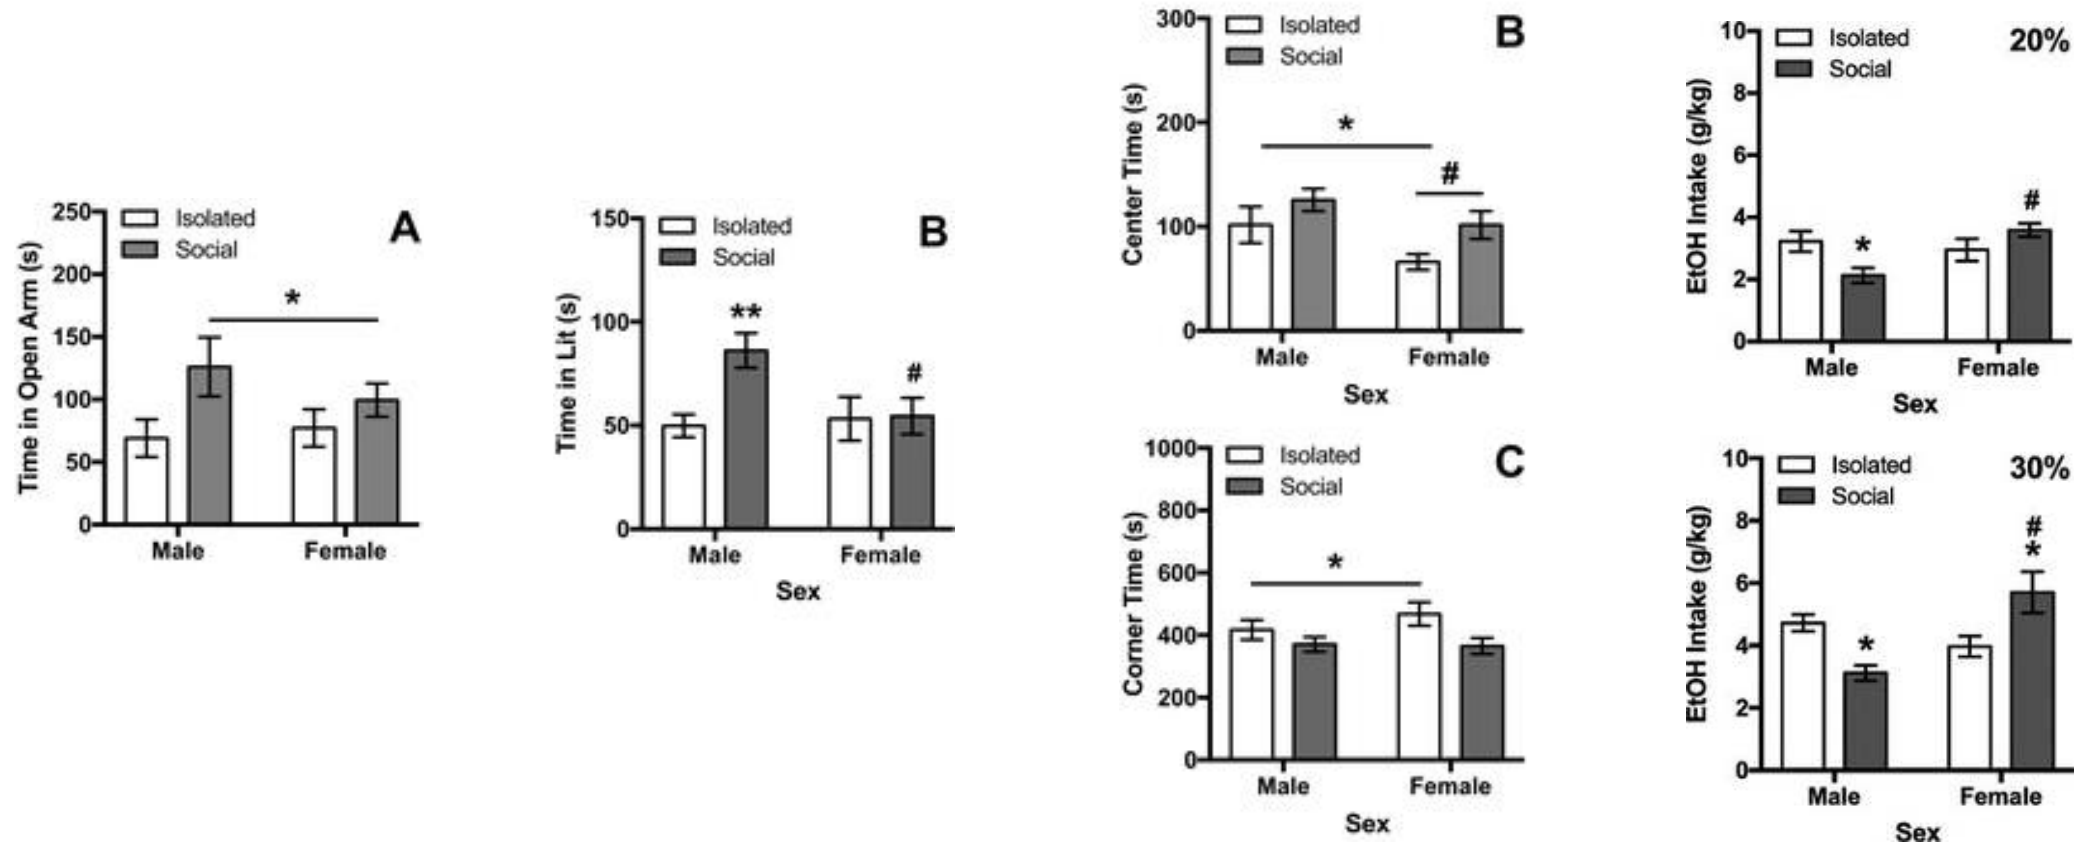 A
Isolated
Social
250
200
150
100
50
0
Time in Open Arm (s)
*
Male
Female
B
Isolated
Social
150
100
50
0
Time in Lit (s)
**
#
Male
Female
Sex
B
Isolated
Social
300
200
100
0
Center Time (s)
*
#
Male
Female
Sex
C
Isolated
Social
1000
800
600
400
200
0
Corner Time (s)
*
Male
Female
Sex
20%
Isolated
Social
10
8
6
4
2
0
EtOH Intake (g/kg)
*
#
Male
Female
Sex
30%
Isolated
Social
10
8
6
4
2
0
EtOH Intake (g/kg)
*
#
*
Male
Female
Sex